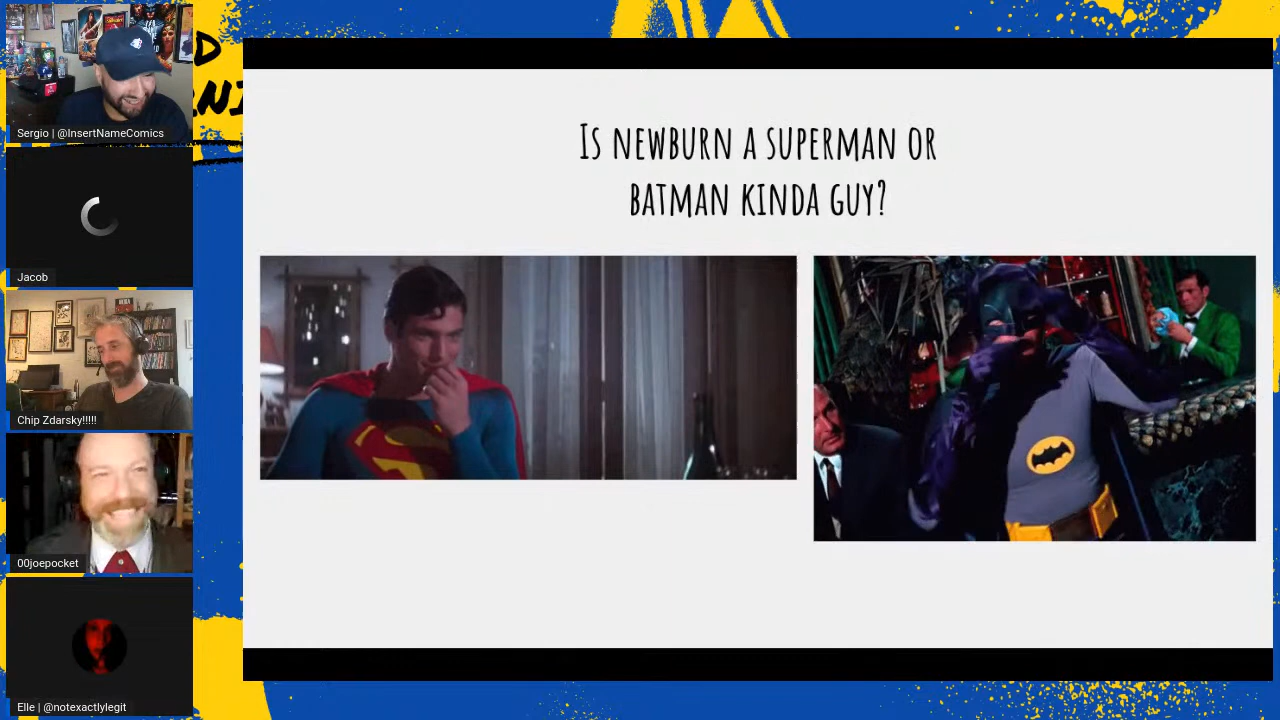 D
Sergio | @InsertNameComics
Jacob
Chip Zdarsky!!!!!
00joepocket
Elle | @notexactlylegit
Is newburn a superman or
batman kinda guy?